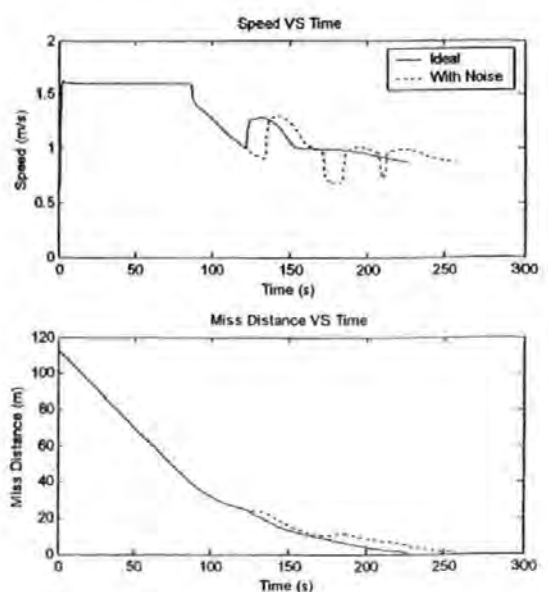 Speed VS Time
2
1.5
1
0.5
0
Speed (m/s)
Ideal
With Noise
0 50 100 150 200 250 300
Time (s)
Miss Distance VS Time
120
100
80
60
40
20
0
Miss Distance (m)
0 50 100 150 200 250 300
Time (s)